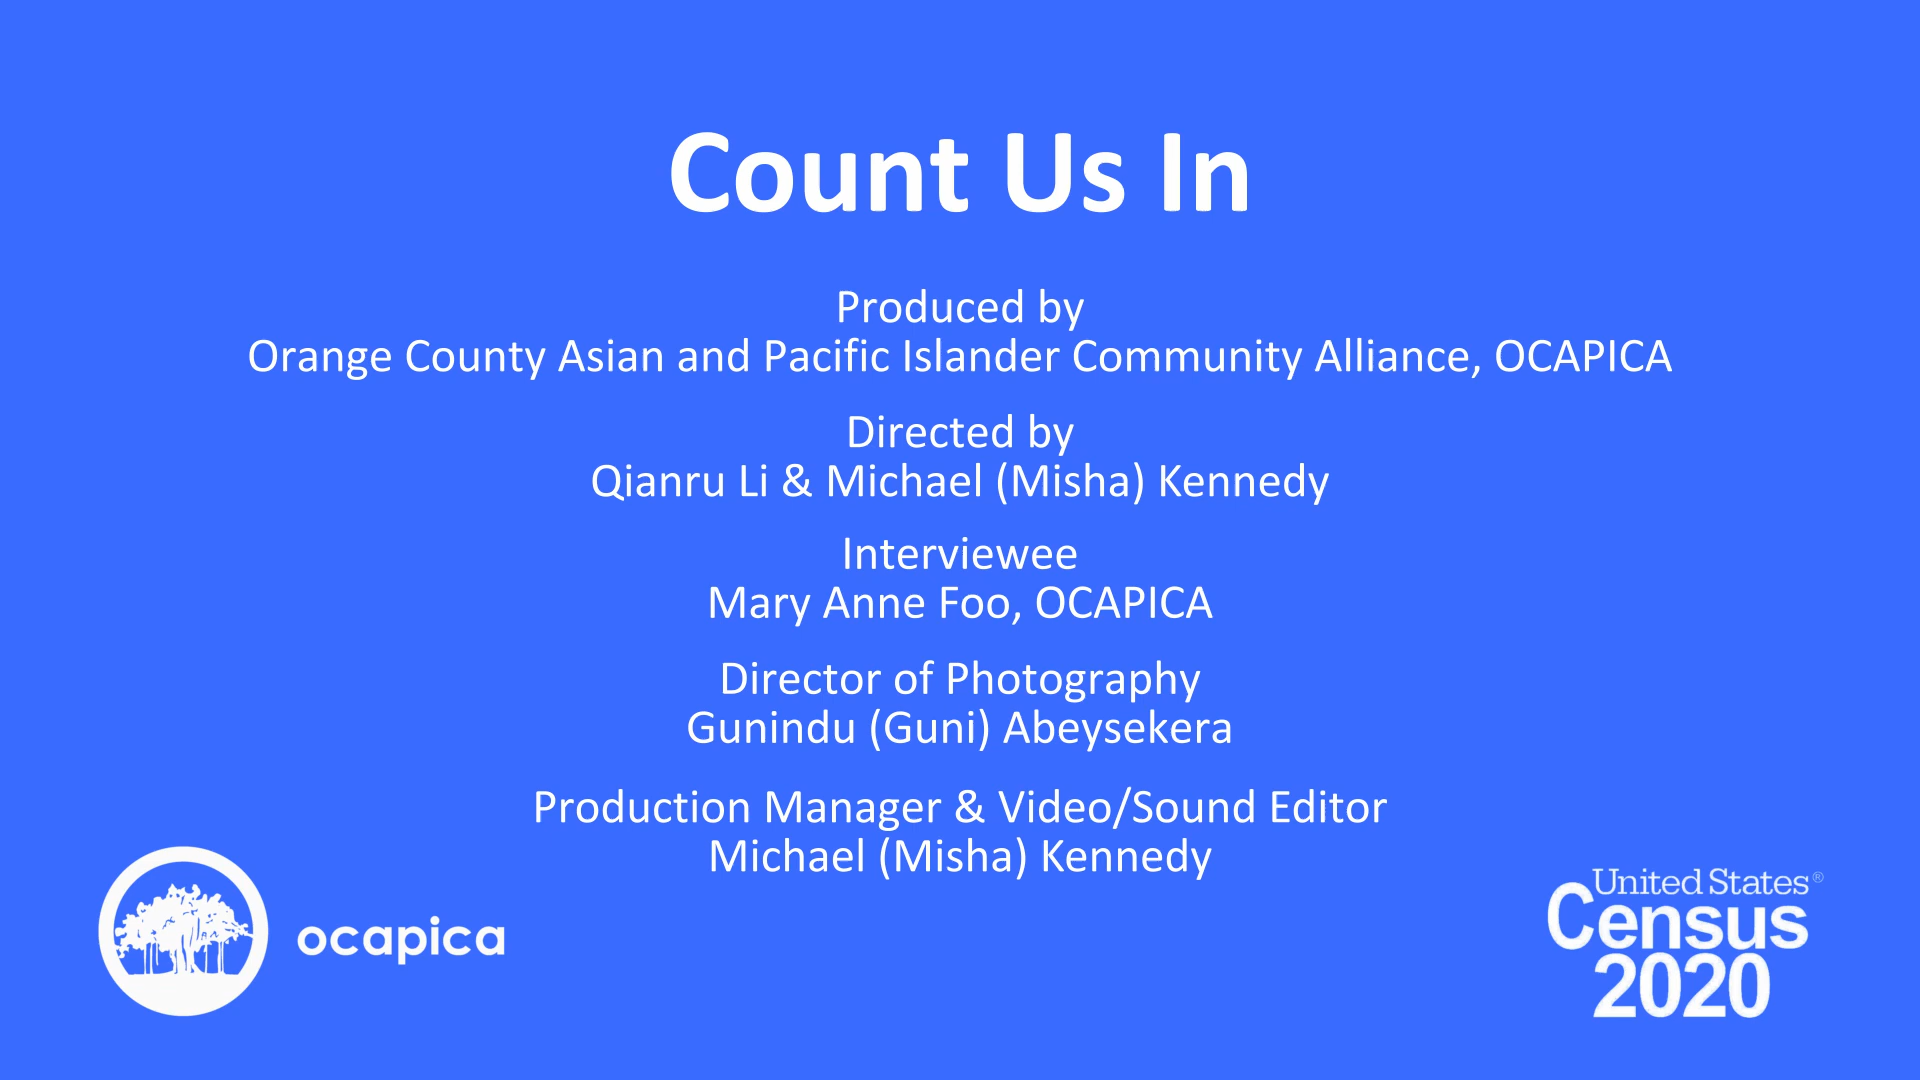 Count Us In
Produced by
Orange County Asian and Pacific Islander Community Alliance, OCAPICA
Directed by
Qianru Li & Michael (Misha) Kennedy
Interviewee
Mary Anne Foo, OCAPICA
Director of Photography
Gunindu (Guni) Abeysekera
Production Manager & Video/Sound Editor
Michael (Misha) Kennedy
ocapica
United States®
Census
2020